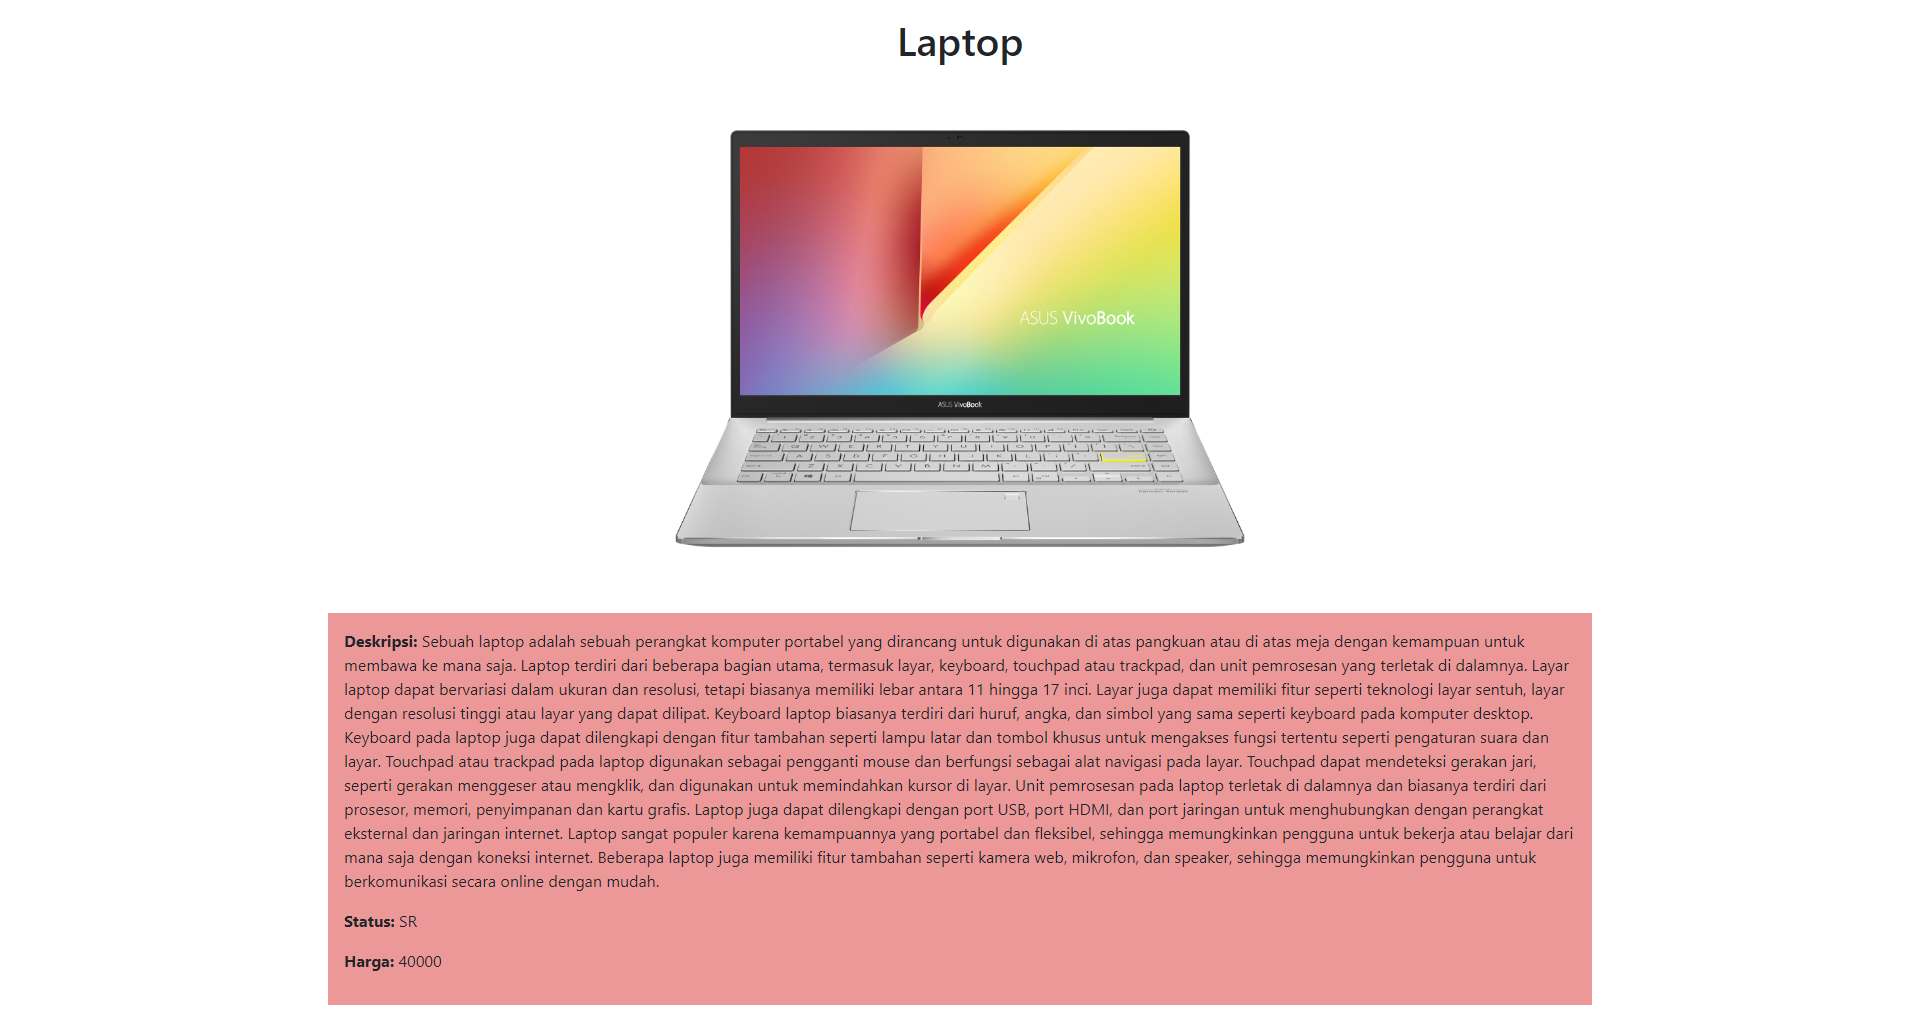 Laptop
ASUS VivoBook
ASUS VivoBook
Deskripsi: Sebuah laptop adalah sebuah perangkat komputer portabel yang dirancang untuk digunakan di atas pangkuan atau di atas meja dengan kemampuan untuk
membawa ke mana saja. Laptop terdiri dari beberapa bagian utama, termasuk layar, keyboard, touchpad atau trackpad, dan unit pemrosesan yang terletak di dalamnya. Layar
laptop dapat bervariasi dalam ukuran dan resolusi, tetapi biasanya memiliki lebar antara 11 hingga 17 inci. Layar juga dapat memiliki fitur seperti teknologi layar sentuh, layar
dengan resolusi tinggi atau layar yang dapat dilipat. Keyboard laptop biasanya terdiri dari huruf, angka, dan simbol yang sama seperti keyboard pada komputer desktop.
Keyboard pada laptop juga dapat dilengkapi dengan fitur tambahan seperti lampu latar dan tombol khusus untuk mengakses fungsi tertentu seperti pengaturan suara dan
layar. Touchpad atau trackpad pada laptop digunakan sebagai pengganti mouse dan berfungsi sebagai alat navigasi pada layar. Touchpad dapat mendeteksi gerakan jari,
seperti gerakan menggeser atau mengklik, dan digunakan untuk memindahkan kursor di layar. Unit pemrosesan pada laptop terletak di dalamnya dan biasanya terdiri dari
prosesor, memori, penyimpanan dan kartu grafis. Laptop juga dapat dilengkapi dengan port USB, port HDMI, dan port jaringan untuk menghubungkan dengan perangkat
eksternal dan jaringan internet. Laptop sangat populer karena kemampuannya yang portabel dan fleksibel, sehingga memungkinkan pengguna untuk bekerja atau belajar dari
mana saja dengan koneksi internet. Beberapa laptop juga memiliki fitur tambahan seperti kamera web, mikrofon, dan speaker, sehingga memungkinkan pengguna untuk
berkomunikasi secara online dengan mudah.
Status: SR
Harga: 40000